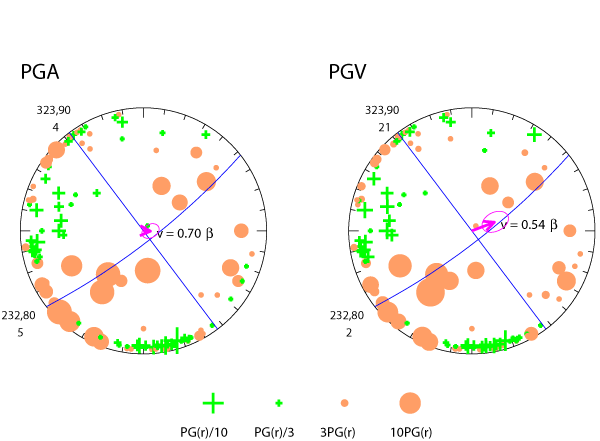 PGA
PGV
323,90
4
323,90
21
v = 0.70 β
v = 0.54 β
232,80
5
232,80
2
PG(r)/10
PG(r)/3
3PG(r)
10PG(r)